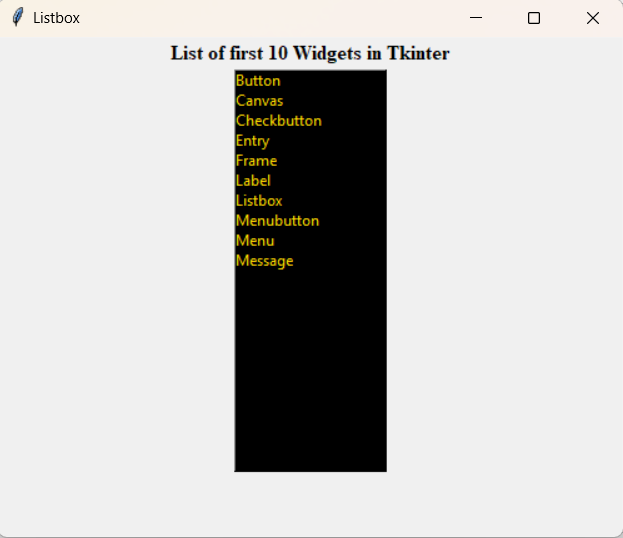 Listbox
List of first 10 Widgets in Tkinter
Button
Canvas
Checkbutton
Entry
Frame
Label
Listbox
Menubutton
Menu
Message